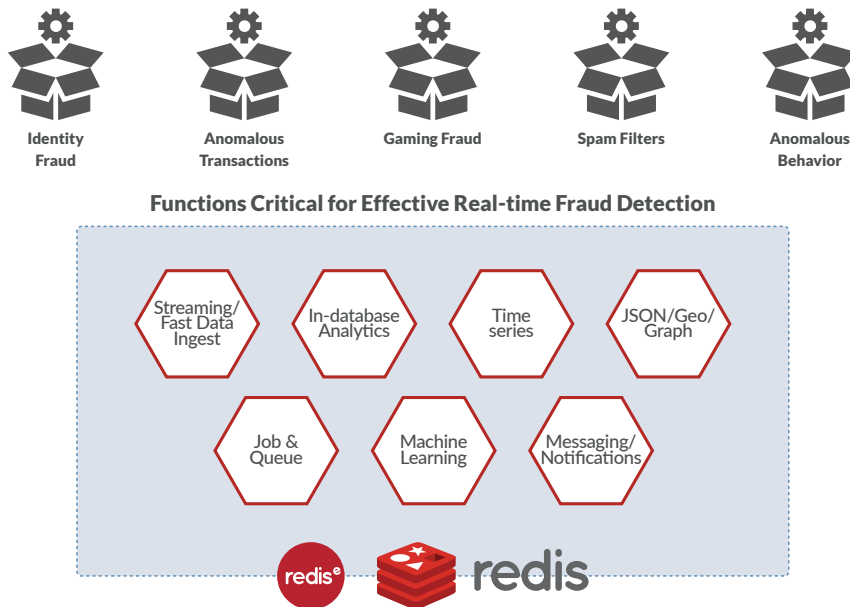 Identity
Fraud
Anomalous
Transactions
Gaming Fraud
Spam Filters
Anomalous
Behavior
Functions Critical for Effective Real-time Fraud Detection
Streaming/
Fast Data
Ingest
In-database
Analytics
Time
series
JSON/Geo/
Graph
Job &
Queue
Machine
Learning
Messaging/
Notifications
redis e
redis